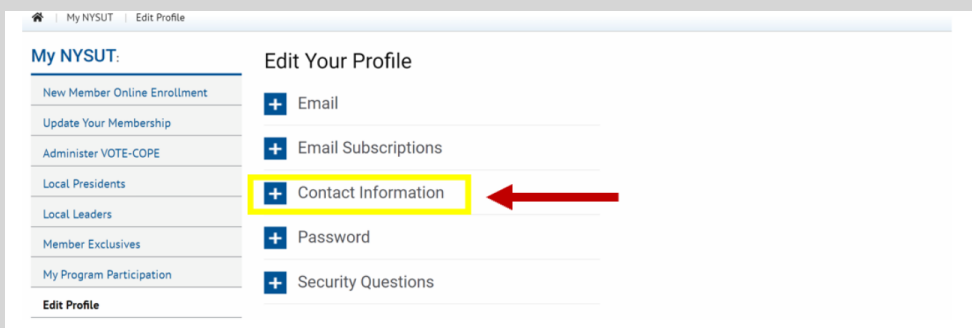 My NYSUT | Edit Profile
My NYSUT:
New Member Online Enrollment
Update Your Membership
Administer VOTE-COPE
Local Presidents
Local Leaders
Member Exclusives
My Program Participation
Edit Profile
Edit Your Profile
Email
Email Subscriptions
Contact Information
Password
Security Questions